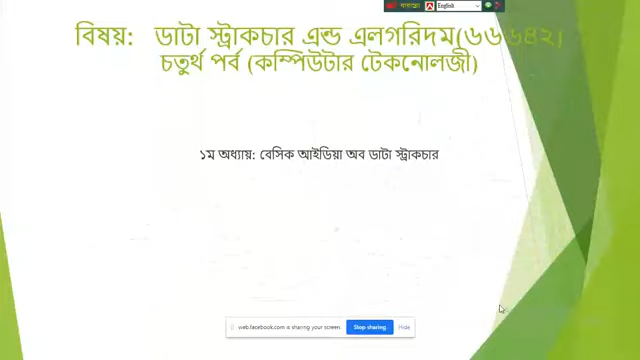 English
বিষয়: ডাটা স্ট্রাকচার এন্ড এলগরিদম(৬৬৬৪২)
চতুর্থ পর্ব (কম্পিউটার টেকনোলজী)
১ম অধ্যায়: বেসিক আইডিয়া অব ডাটা স্ট্রাকচার
web.facebook.com is sharing your screen. Stop sharing Hide